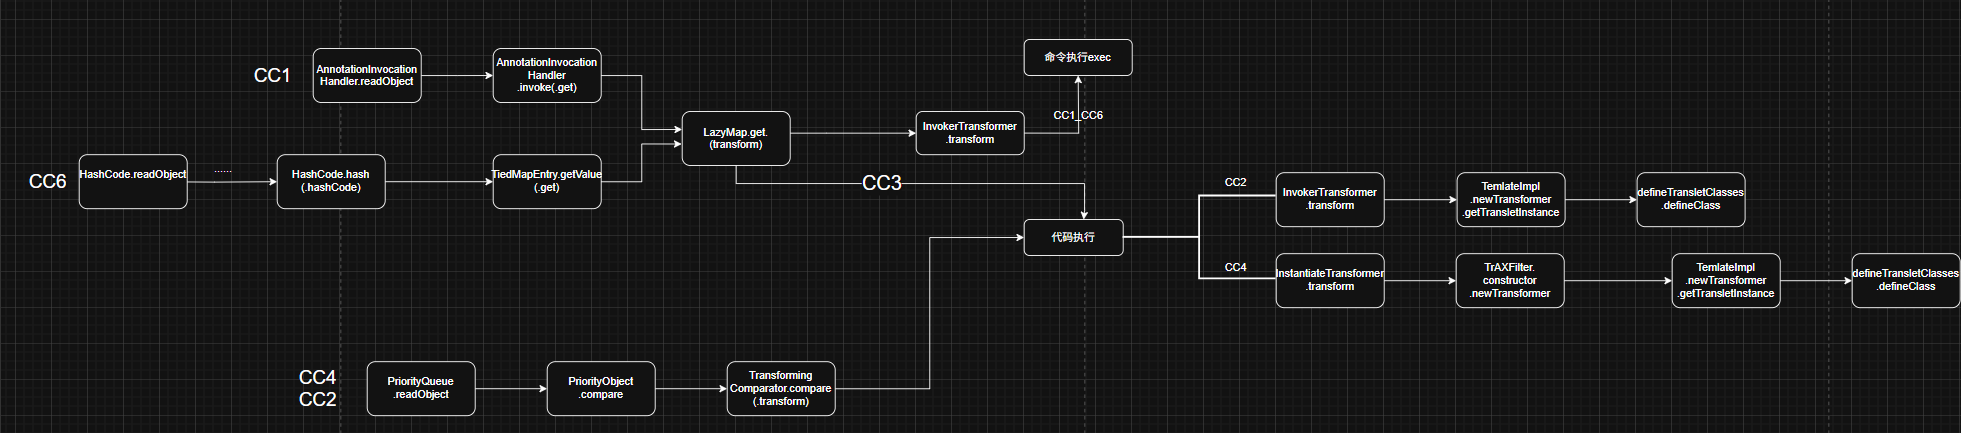 CC1
AnnotationInvocation
Handler.readObject
AnnotationInvocation
Handler
.invoke(.get)
命令执行exec
CC1_CC6
LazyMap.get.
(transform)
InvokerTransformer
.transform
CC6
HashCode.readObject
......
HashCode.hash
(.hashCode)
TiedMapEntry.getValue
(.get)
CC3
代码执行
CC2
InvokerTransformer
.transform
TemlateImpl
.newTransformer
.getTransletInstance
defineTransletClasses
.defineClass
CC4
InstantiateTransformer
.transform
TrAXFilter.
constructor
.newTransformer
TemlateImpl
.newTransformer
.getTransletInstance
defineTransletClasses
.defineClass
CC4
CC2
PriorityQueue
.readObject
PriorityObject
.compare
Transforming
Comparator.compare
(.transform)